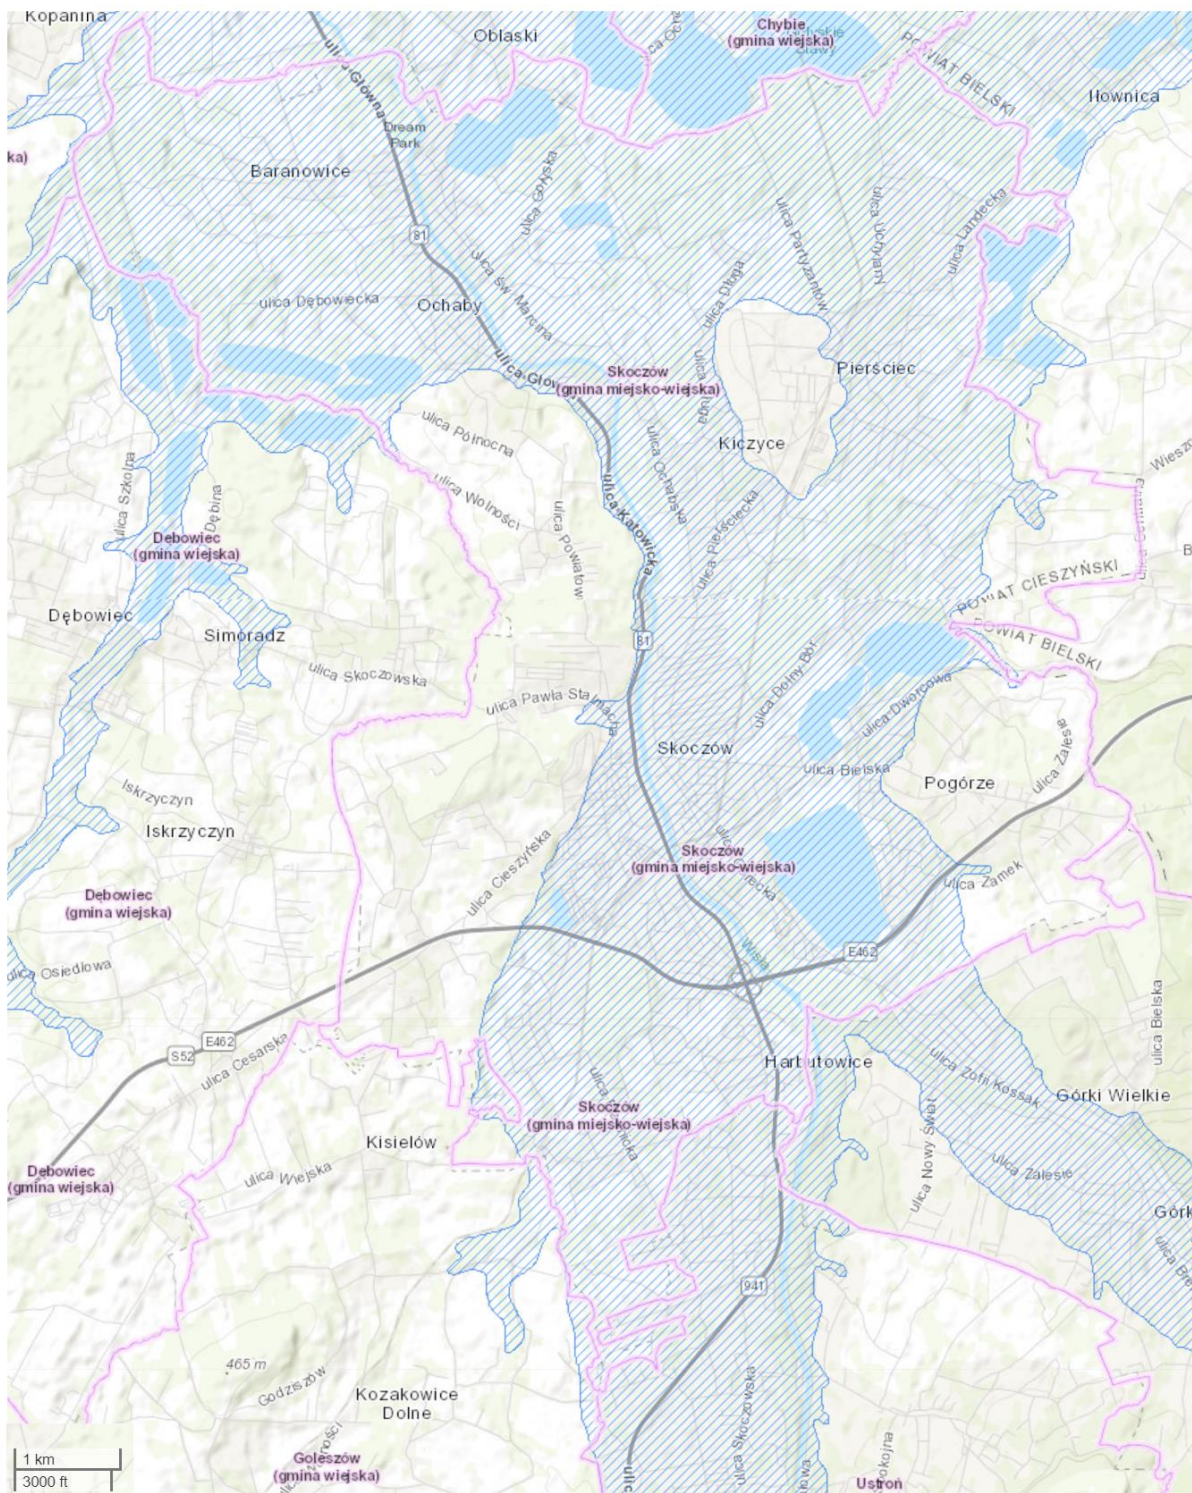 Kopanina
Oblaski
Chybie
(gmina wiejska)
POWIAT BIELSKI
Iłownica
ulica Główna
Dream
Park
Baranowice
ulica Gołyska
ka)
81
ulica Partyzantów
ulica Landecka
ulica św. Marcina
ulica Długa
ulica Dębowiecka
Ochaby
Skoczów
(gmina miejsko-wiejska)
Pierściec
ulica Północna
Kiczyce
ulica Ochabska
ulica Szkolna
Dębina
ulica Wolności
ulica Katowicka
ulica Pierściecka
Dębowiec
(gmina wiejska)
POWIAT CIESZYŃSKI
Dębowiec
Simoradz
81
POWIAT BIELSKI
ulica Skoczowska
ulica Pawła Stalmacha
ulica Dolny Bór
ulica Dworcowa
Skoczów
ulica Bielska
ulica Zalesie
Pogórze
Iskrzyczyn
Iskrzyczyn
Skoczów
(gmina miejsko-wiejska)
ulica Cieszyńska
ulica Zamek
Dębowiec
(gmina wiejska)
E462
Wisła
ulica Osiedlowa
ulica Bielska
E462
S52
ulica Cesarska
Harbutowice
ulica Zofii Kossak
Górki Wielkie
Skoczów
(gmina miejsko-wiejska)
Kisielów
ulica Nowy Świat
ulica Wiejska
ulica Zalesie
Dębowiec
(gmina wiejska)
Górk
941
465 m
Godziszów
Kozakowice
Dolne
ulica Skoczowska
1 km
3000 ft
Goleszów
(gmina wiejska)
Ustroń